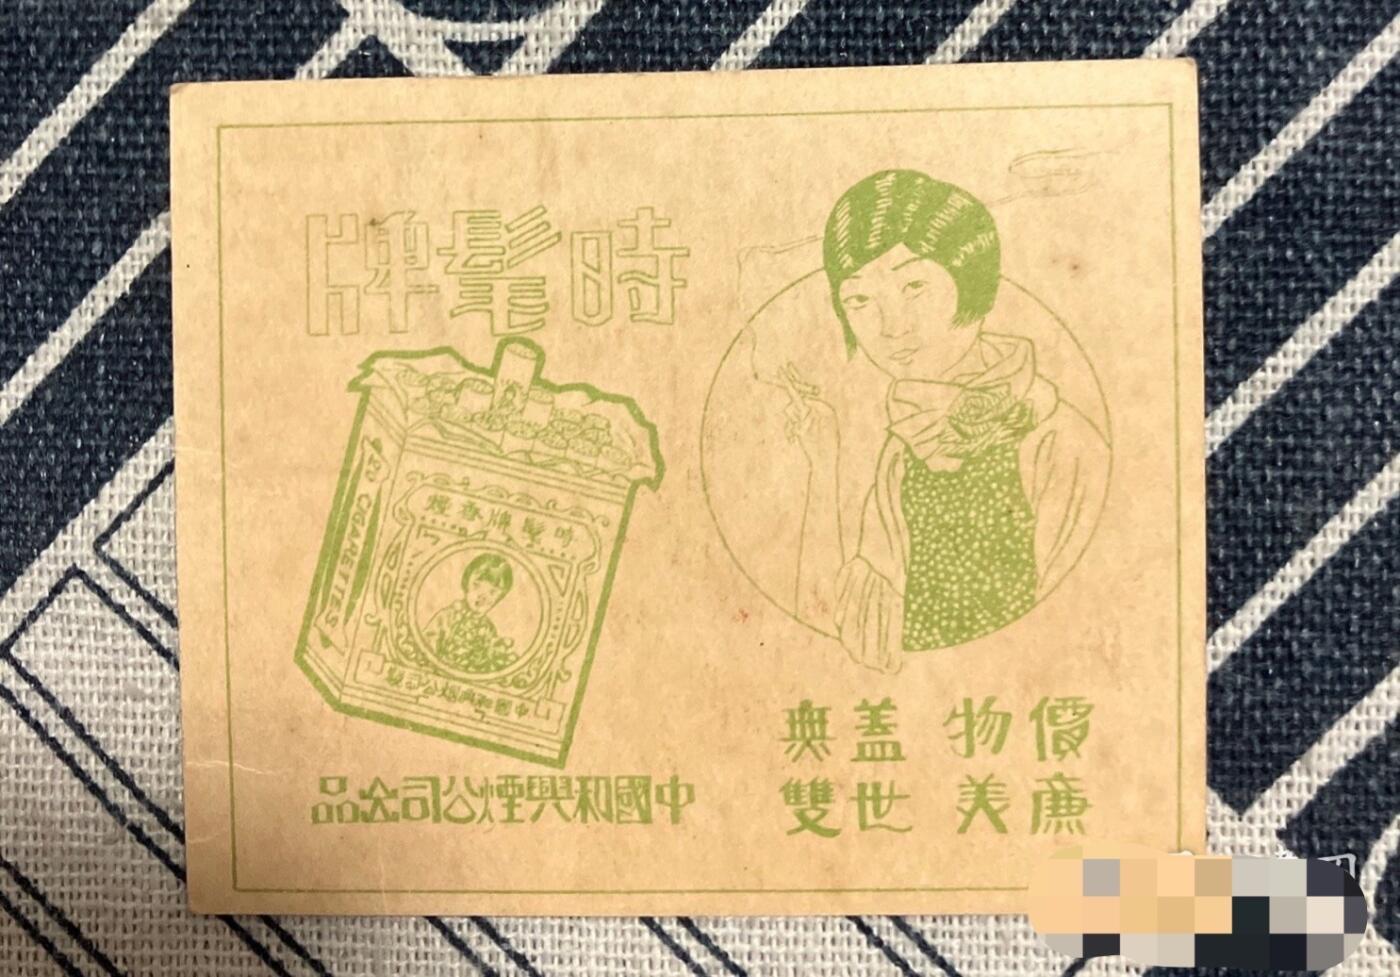 時髦牌
時髦牌香煙
20 CIGARETTES
中國和興烟公司製
中國和興煙公司出品
價廉
物美
蓋世
無雙